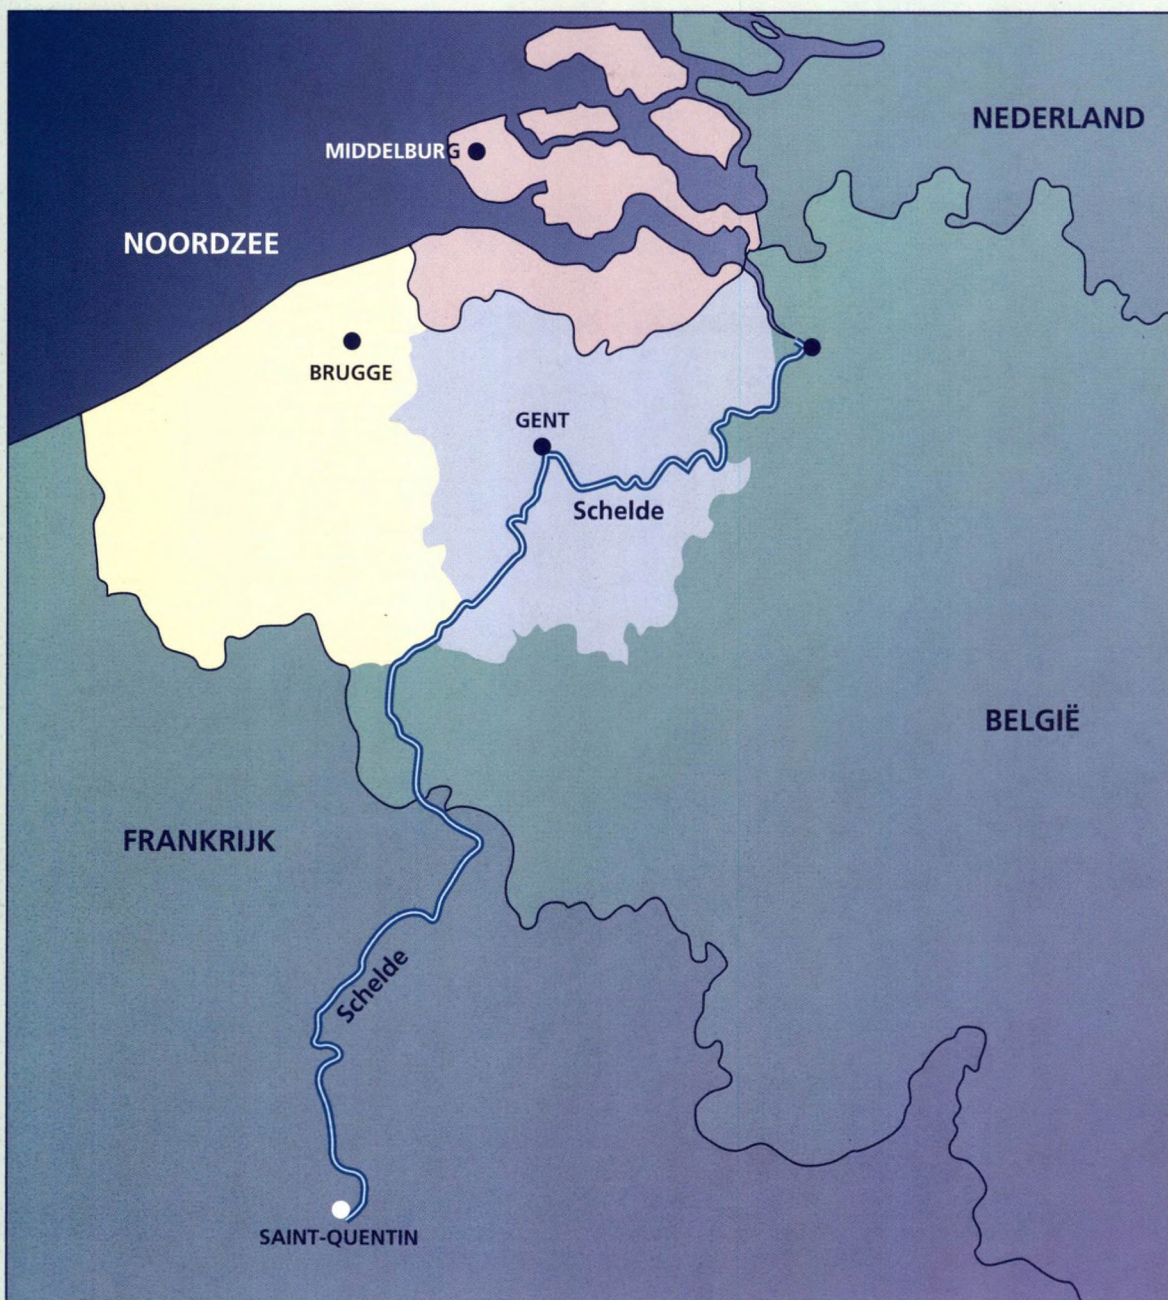 NEDERLAND
MIDDELBURG
NOORDZEE
BRUGGE
GENT
Schelde
BELGIË
FRANKRIJK
Schelde
SAINT-QUENTIN